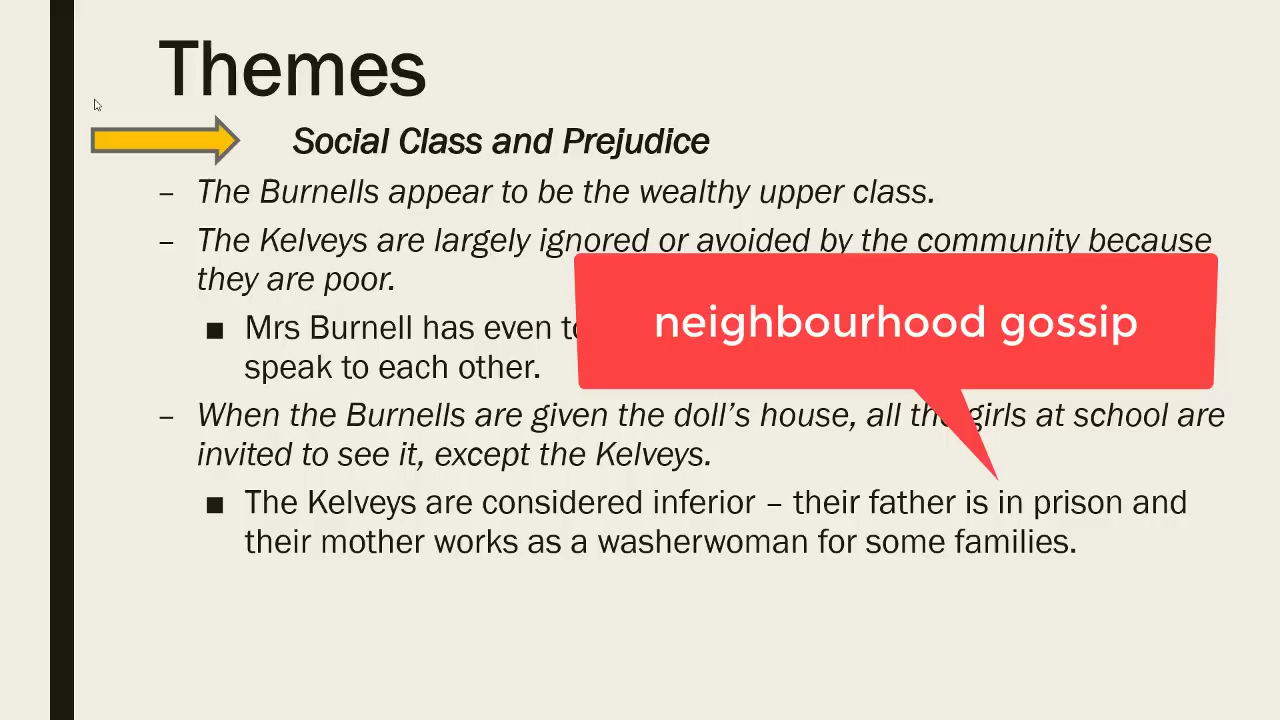 Themes
Social Class and Prejudice
– The Burnells appear to be the wealthy upper class.
– The Kelveys are largely ignored or avoided by the community because
they are poor.
neighbourhood gossip
■ Mrs Burnell has even
speak to each other.
– When the Burnells are given the doll's house, all the girls at school are
invited to see it, except the Kelveys.
■ The Kelveys are considered inferior – their father is in prison and
their mother works as a washerwoman for some families.